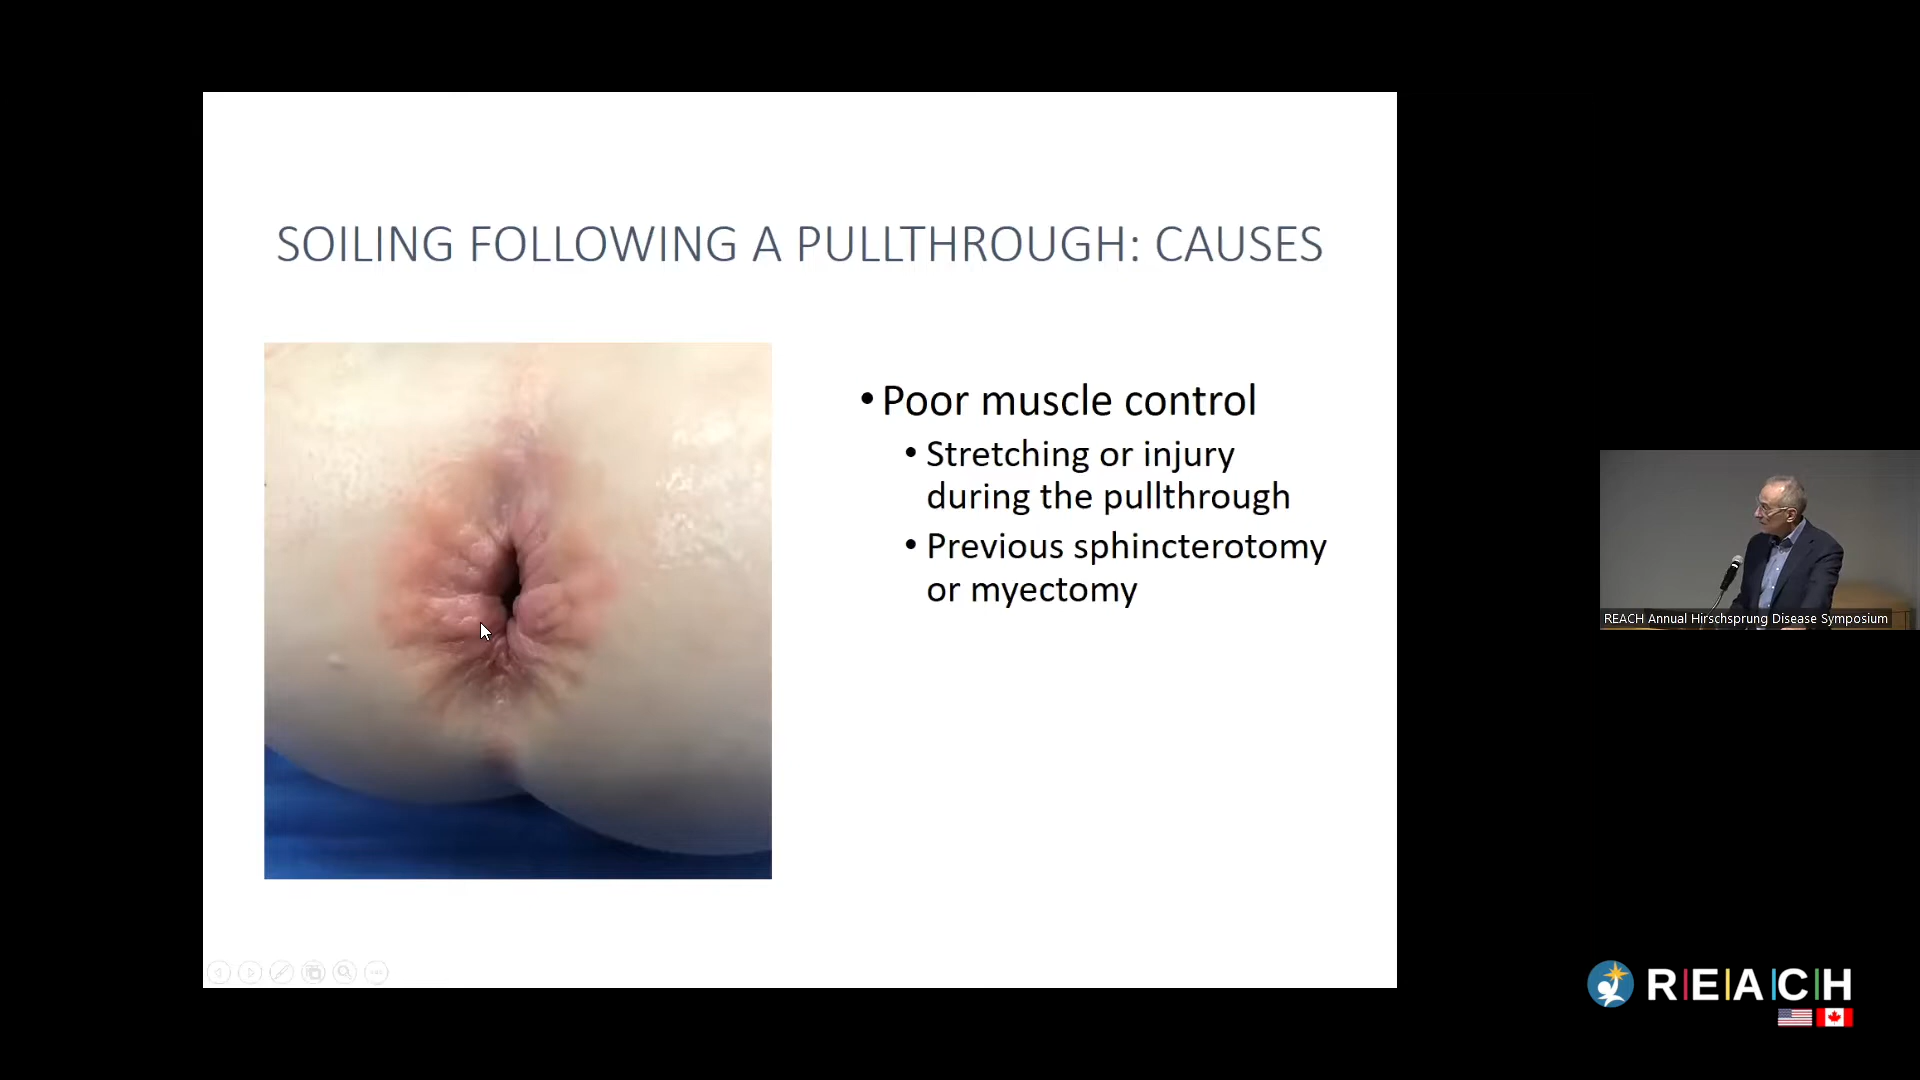 SOILING FOLLOWING A PULLTHROUGH: CAUSES
• Poor muscle control
• Stretching or injury
during the pullthrough
• Previous sphincterotomy
or myectomy
REACH Annual Hirschsprung Disease Symposium
R|E|A|C|H